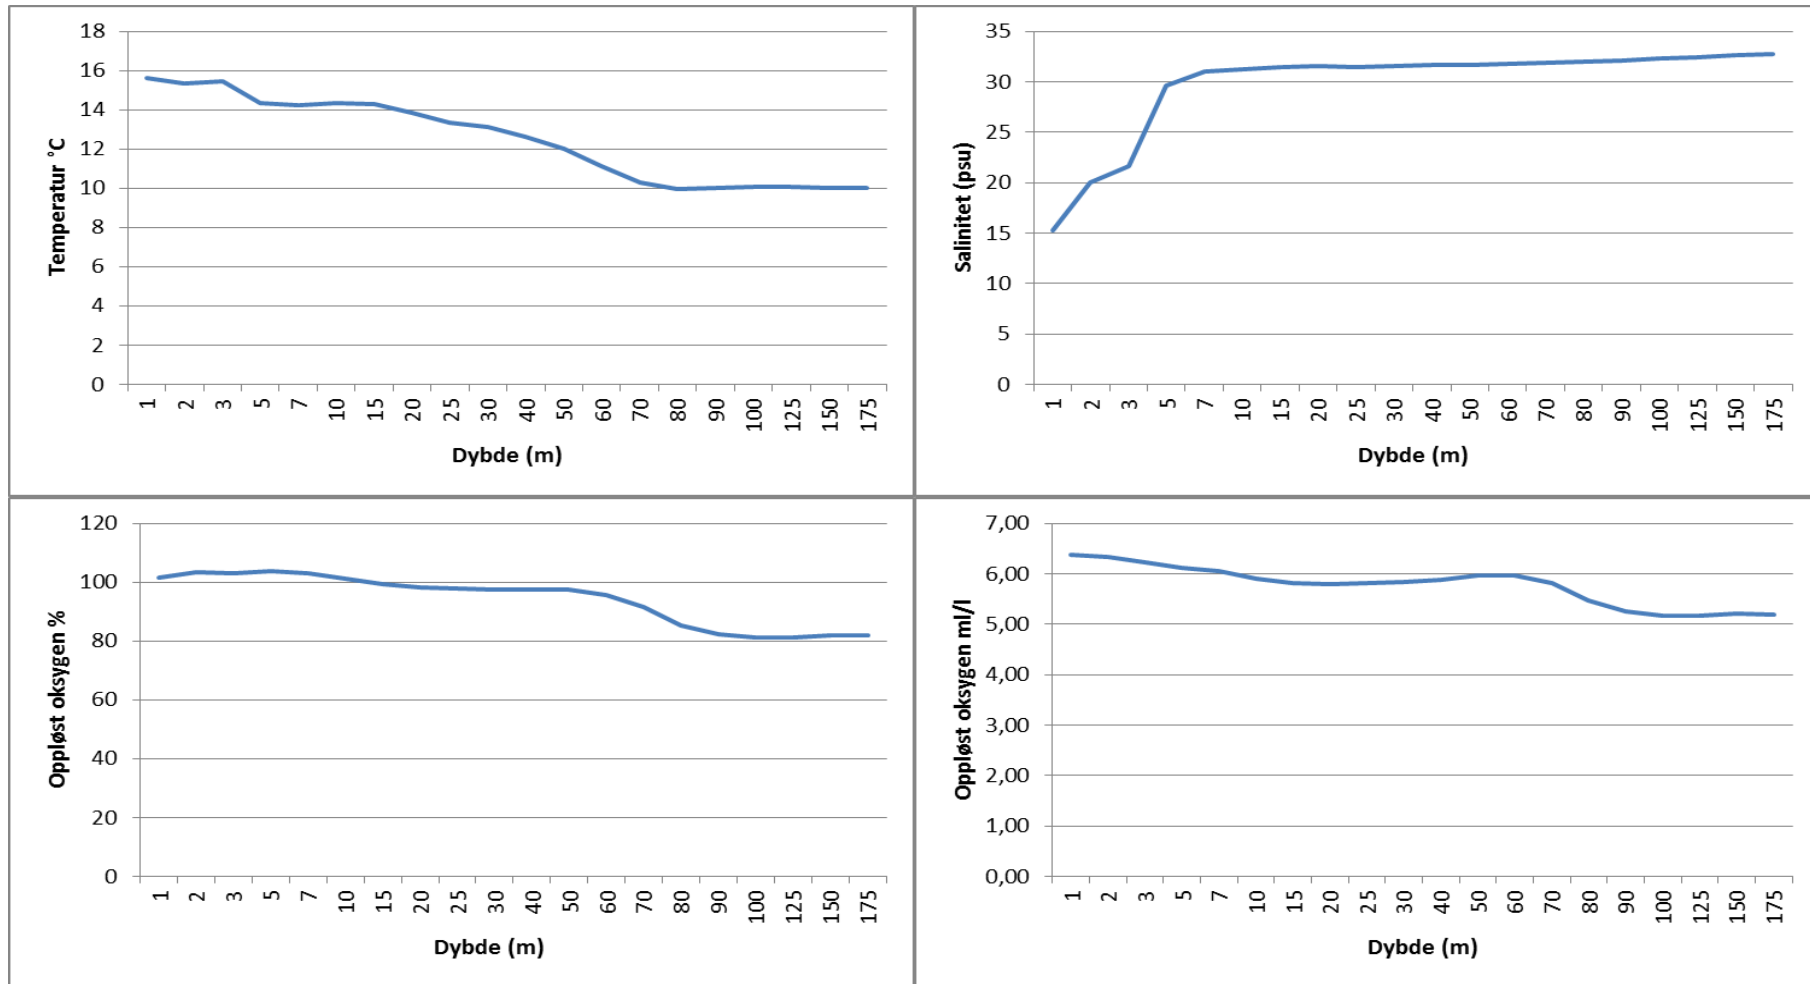 18
16
14
12
10
8
6
4
2
0
Temperatur °C
1 2 3 5 7 10 15 20 25 30 40 50 60 70 80 90 100 125 150 175
Dybde (m)
35
30
25
20
15
10
5
0
Salinitet (psu)
1 2 3 5 7 10 15 20 25 30 40 50 60 70 80 90 100 125 150 175
Dybde (m)
120
100
80
60
40
20
0
Oppløst oksygen %
1 2 3 5 7 10 15 20 25 30 40 50 60 70 80 90 100 125 150 175
Dybde (m)
7,00
6,00
5,00
4,00
3,00
2,00
1,00
0,00
Oppløst oksygen ml/l
1 2 3 5 7 10 15 20 25 30 40 50 60 70 80 90 100 125 150 175
Dybde (m)